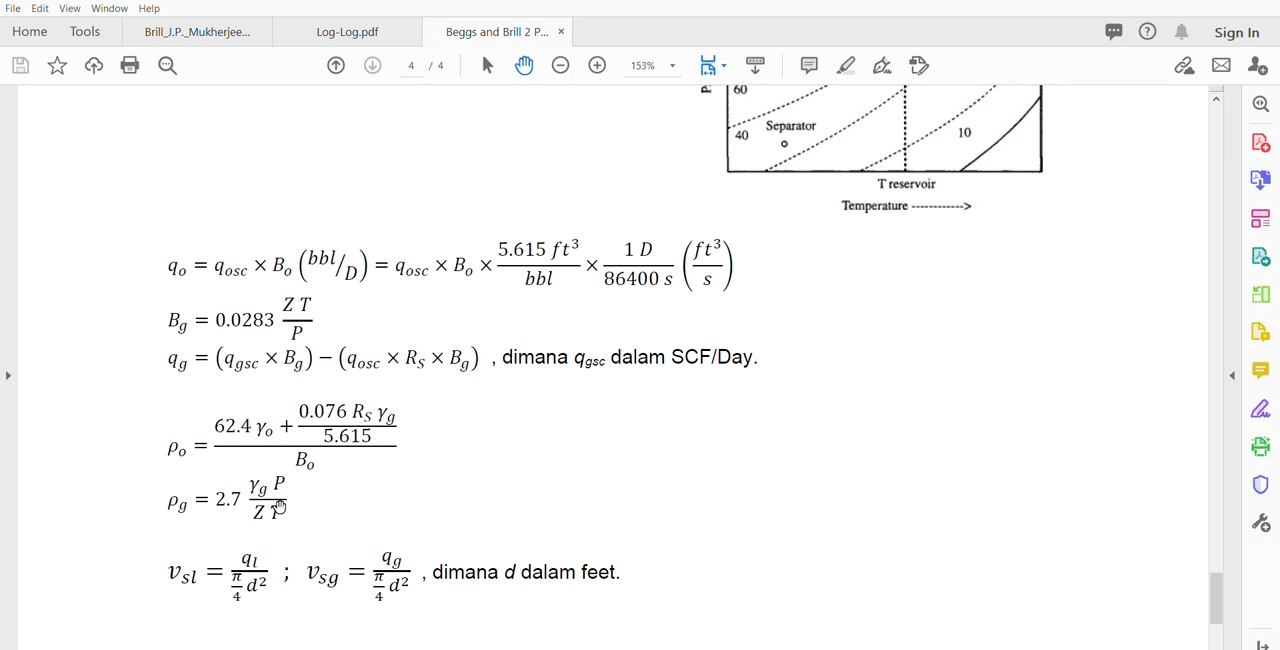 File Edit View Window Help
Home Tools Brill_J.P._Mukherjee... Log-Log.pdf Beggs and Brill 2 P... × Sign In
4 / 4 153%
60
40 Separator 10
T reservoir
Temperature ------------>
q_o = q_osc × B_o (bbl/D) = q_osc × B_o × 5.615 ft³/bbl × 1 D/86400 s (ft³/s)
B_g = 0.0283 Z T/P
q_g = (q_gsc × B_g) − (q_osc × R_S × B_g) , dimana q_gsc dalam SCF/Day.
ρ_o = (62.4 γ_o + 0.076 R_S γ_g/5.615)/B_o
ρ_g = 2.7 γ_g P/Z T
v_sl = q_l/(π/4 d²) ; v_sg = q_g/(π/4 d²) , dimana d dalam feet.